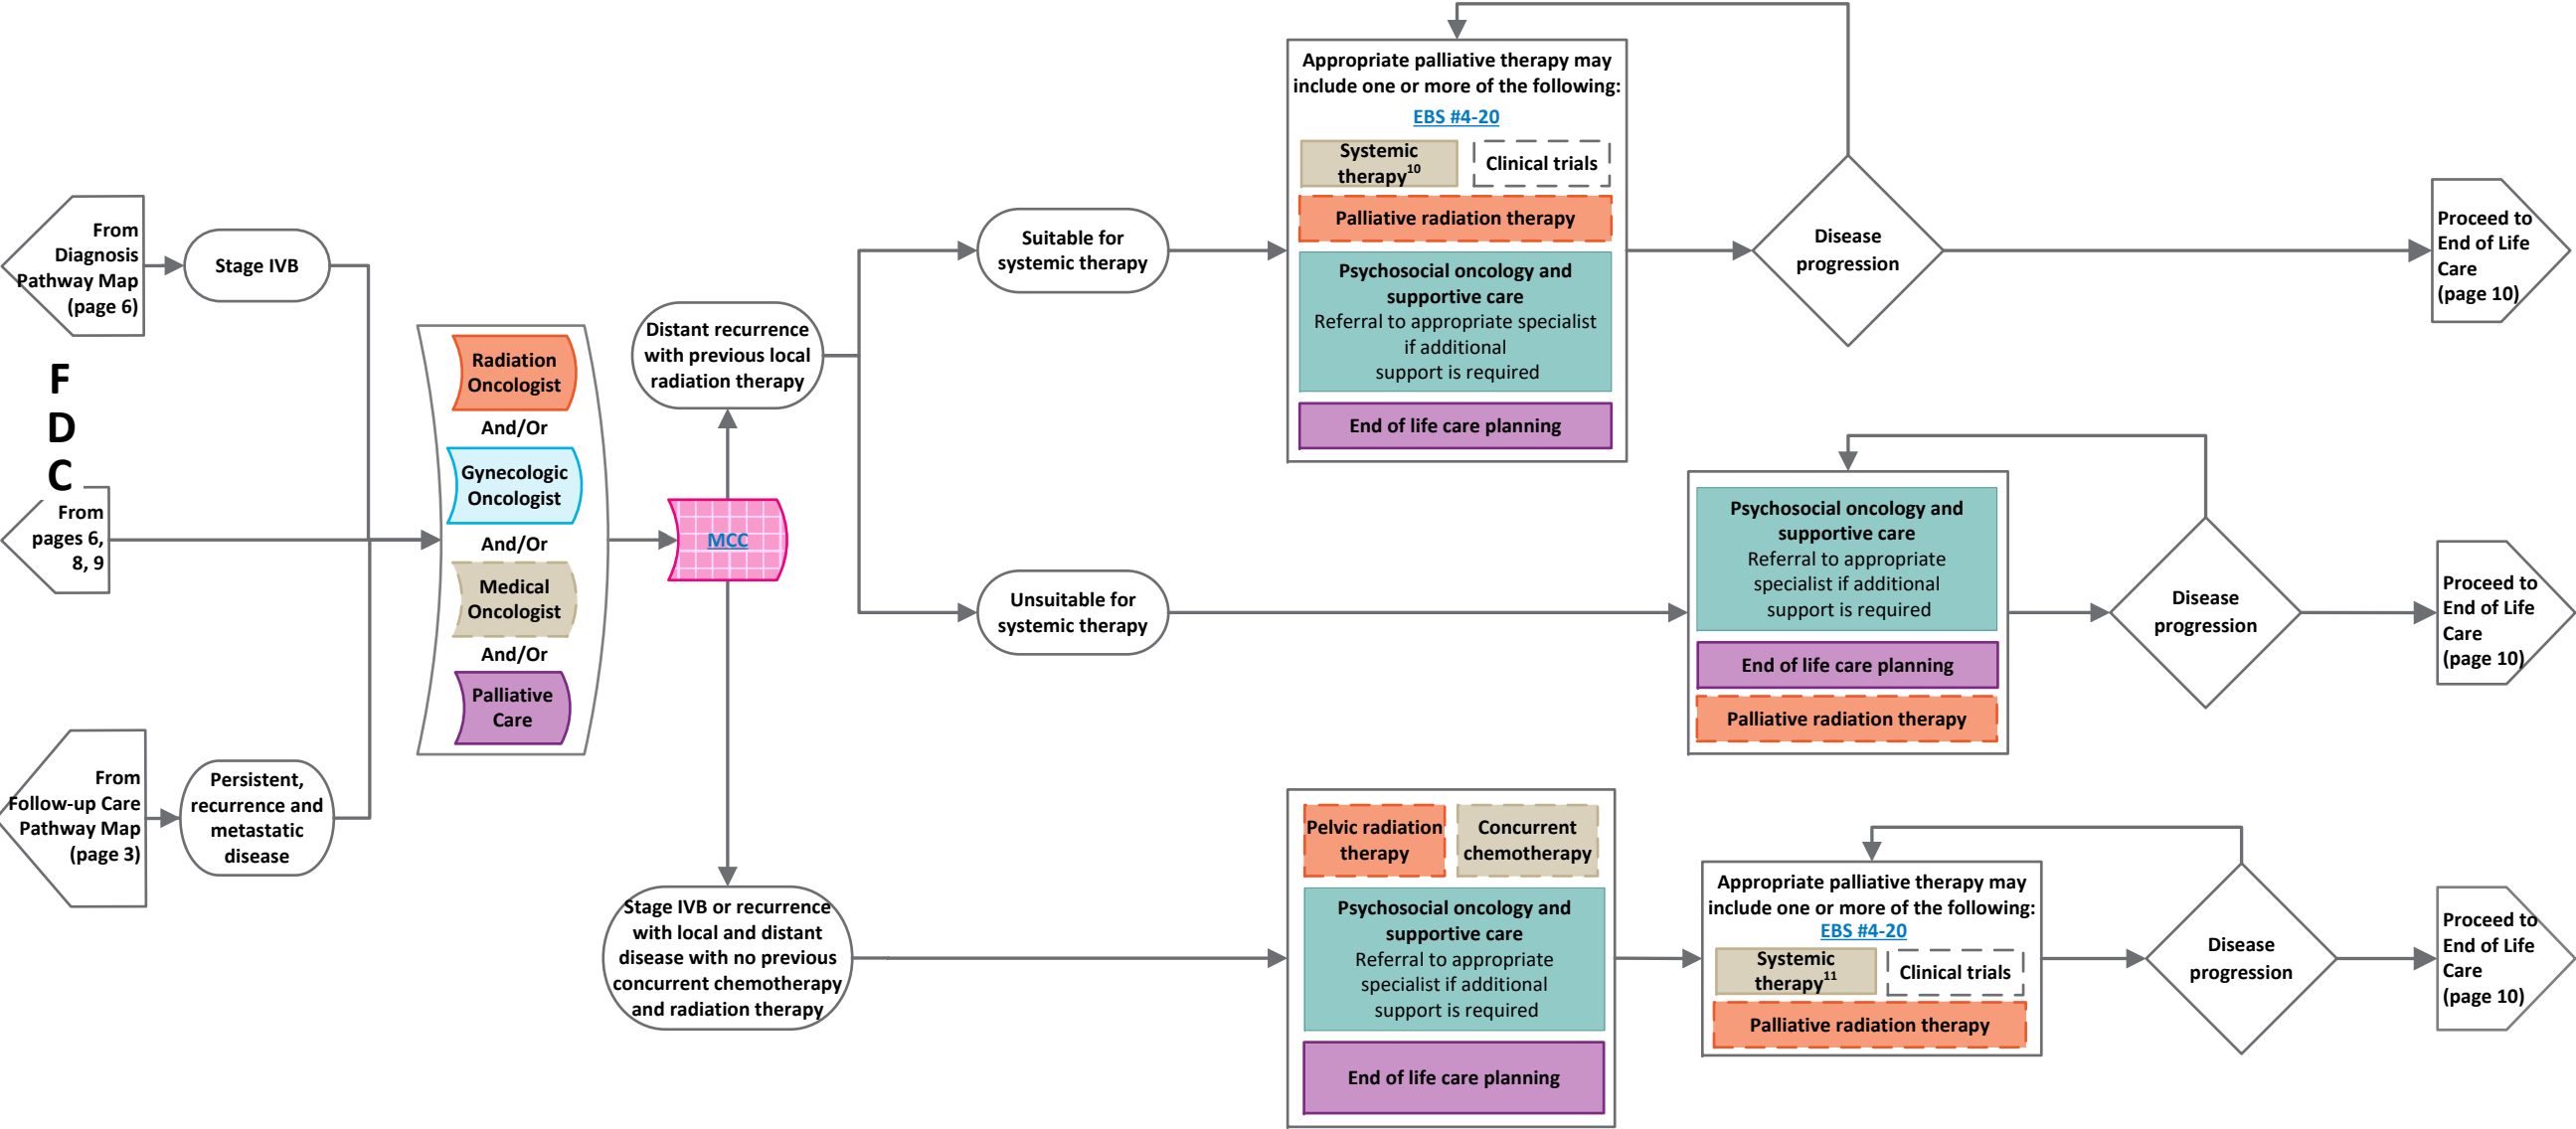 From
Diagnosis
Pathway Map
(page 6)
Stage IVB
F
D
C
From
pages 6,
8, 9
From
Follow-up Care
Pathway Map
(page 3)
Persistent,
recurrence and
metastatic
disease
Radiation
Oncologist
And/Or
Gynecologic
Oncologist
And/Or
Medical
Oncologist
And/Or
Palliative
Care
MCC
Distant recurrence
with previous local
radiation therapy
Stage IVB or recurrence
with local and distant
disease with no previous
concurrent chemotherapy
and radiation therapy
Suitable for
systemic therapy
Unsuitable for
systemic therapy
Appropriate palliative therapy may
include one or more of the following:
EBS #4-20
Systemic
therapy10
Clinical trials
Palliative radiation therapy
Psychosocial oncology and
supportive care
Referral to appropriate specialist
if additional
support is required
End of life care planning
Disease
progression
Proceed to
End of Life
Care
(page 10)
Psychosocial oncology and
supportive care
Referral to appropriate
specialist if additional
support is required
End of life care planning
Palliative radiation therapy
Disease
progression
Proceed to
End of Life
Care
(page 10)
Pelvic radiation
therapy
Concurrent
chemotherapy
Psychosocial oncology and
supportive care
Referral to appropriate
specialist if additional
support is required
End of life care planning
Appropriate palliative therapy may
include one or more of the following:
EBS #4-20
Systemic
therapy11
Clinical trials
Palliative radiation therapy
Disease
progression
Proceed to
End of Life
Care
(page 10)